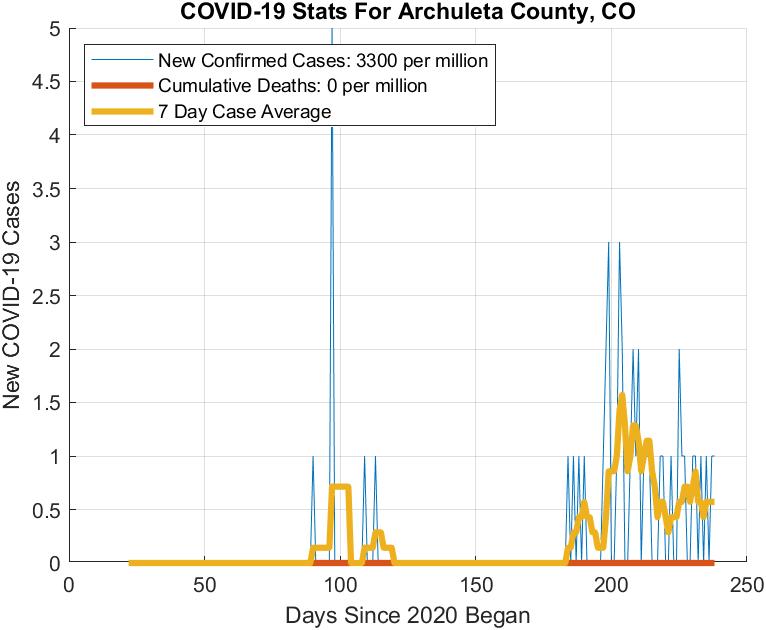 COVID-19 Stats For Archuleta County, CO
New Confirmed Cases: 3300 per million
Cumulative Deaths: 0 per million
7 Day Case Average
New COVID-19 Cases
5
4.5
4
3.5
3
2.5
2
1.5
1
0.5
0
0 50 100 150 200 250
Days Since 2020 Began